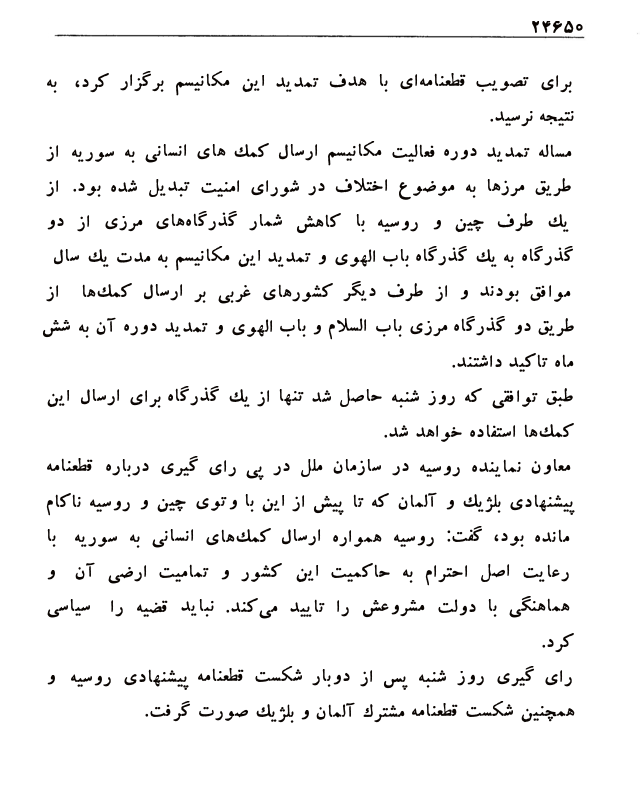 ۲۴۶۵۰
برای تصویب قطعنامه‌ای با هدف تمدید این مکانیسم برگزار کرد، به
نتیجه نرسید.
مساله تمدید دوره فعالیت مکانیسم ارسال کمك های انسانی به سوریه از
طریق مرزها به موضوع اختلاف در شورای امنیت تبدیل شده بود. از
یك طرف چین و روسیه با کاهش شمار گذرگاه‌های مرزی از دو
گذرگاه به یك گذرگاه باب الهوی و تمدید این مکانیسم به مدت یك سال
موافق بودند و از طرف دیگر کشورهای غربی بر ارسال کمك‌ها از
طریق دو گذرگاه مرزی باب السلام و باب الهوی و تمدید دوره آن به شش
ماه تاکید داشتند.
طبق توافقی که روز شنبه حاصل شد تنها از یك گذرگاه برای ارسال این
کمك‌ها استفاده خواهد شد.
معاون نماینده روسیه در سازمان ملل در پی رای گیری درباره قطعنامه
پیشنهادی بلژیك و آلمان که تا پیش از این با وتوی چین و روسیه ناکام
مانده بود، گفت: روسیه همواره ارسال کمك‌های انسانی به سوریه با
رعایت اصل احترام به حاکمیت این کشور و تمامیت ارضی آن و
هماهنگی با دولت مشروعش را تایید می‌کند. نباید قضیه را سیاسی
کرد.
رای گیری روز شنبه پس از دوبار شکست قطعنامه پیشنهادی روسیه و
همچنین شکست قطعنامه مشترك آلمان و بلژیك صورت گرفت.